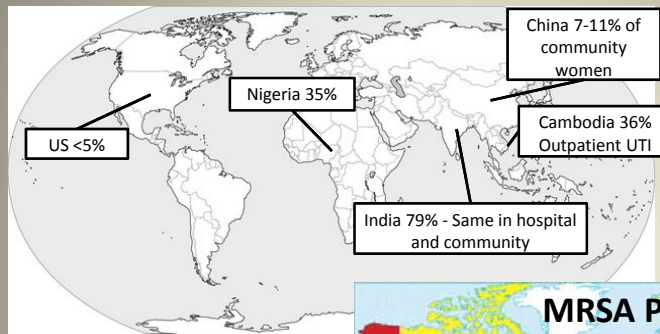 China 7-11% of
community
women
Nigeria 35%
Cambodia 36%
Outpatient UTI
US <5%
India 79% - Same in hospital
and community
MRSA P